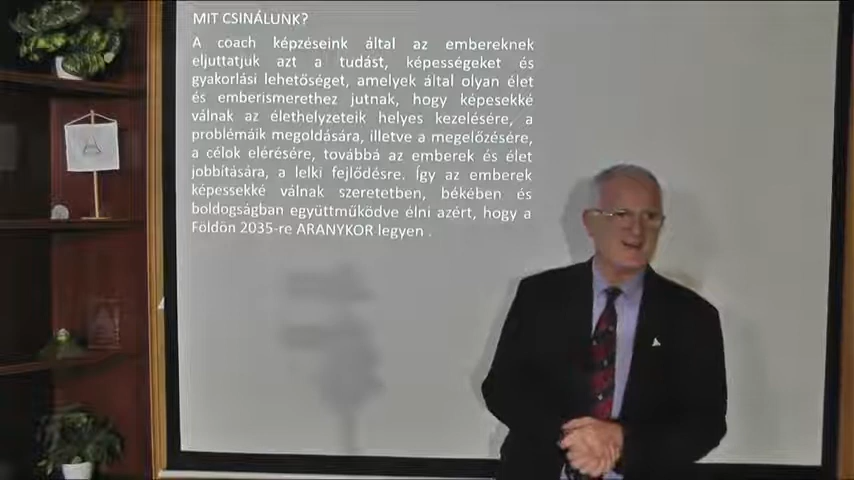 MIT CSINÁLUNK?
A coach képzéseink által az embereknek
eljuttatjuk azt a tudást, képességeket és
gyakorlási lehetőséget, amelyek által olyan élet
és emberismerethez jutnak, hogy képesekké
válnak az élethelyzeteik helyes kezelésére, a
problémáik megoldására, illetve a megelőzésére,
a célok elérésére, továbbá az emberek és élet
jobbítására, a lelki fejlődésre. Így az emberek
képessekké válnak szeretetben, békében és
boldogságban együttműködve élni azért, hogy a
Földön 2035-re ARANYKOR legyen .